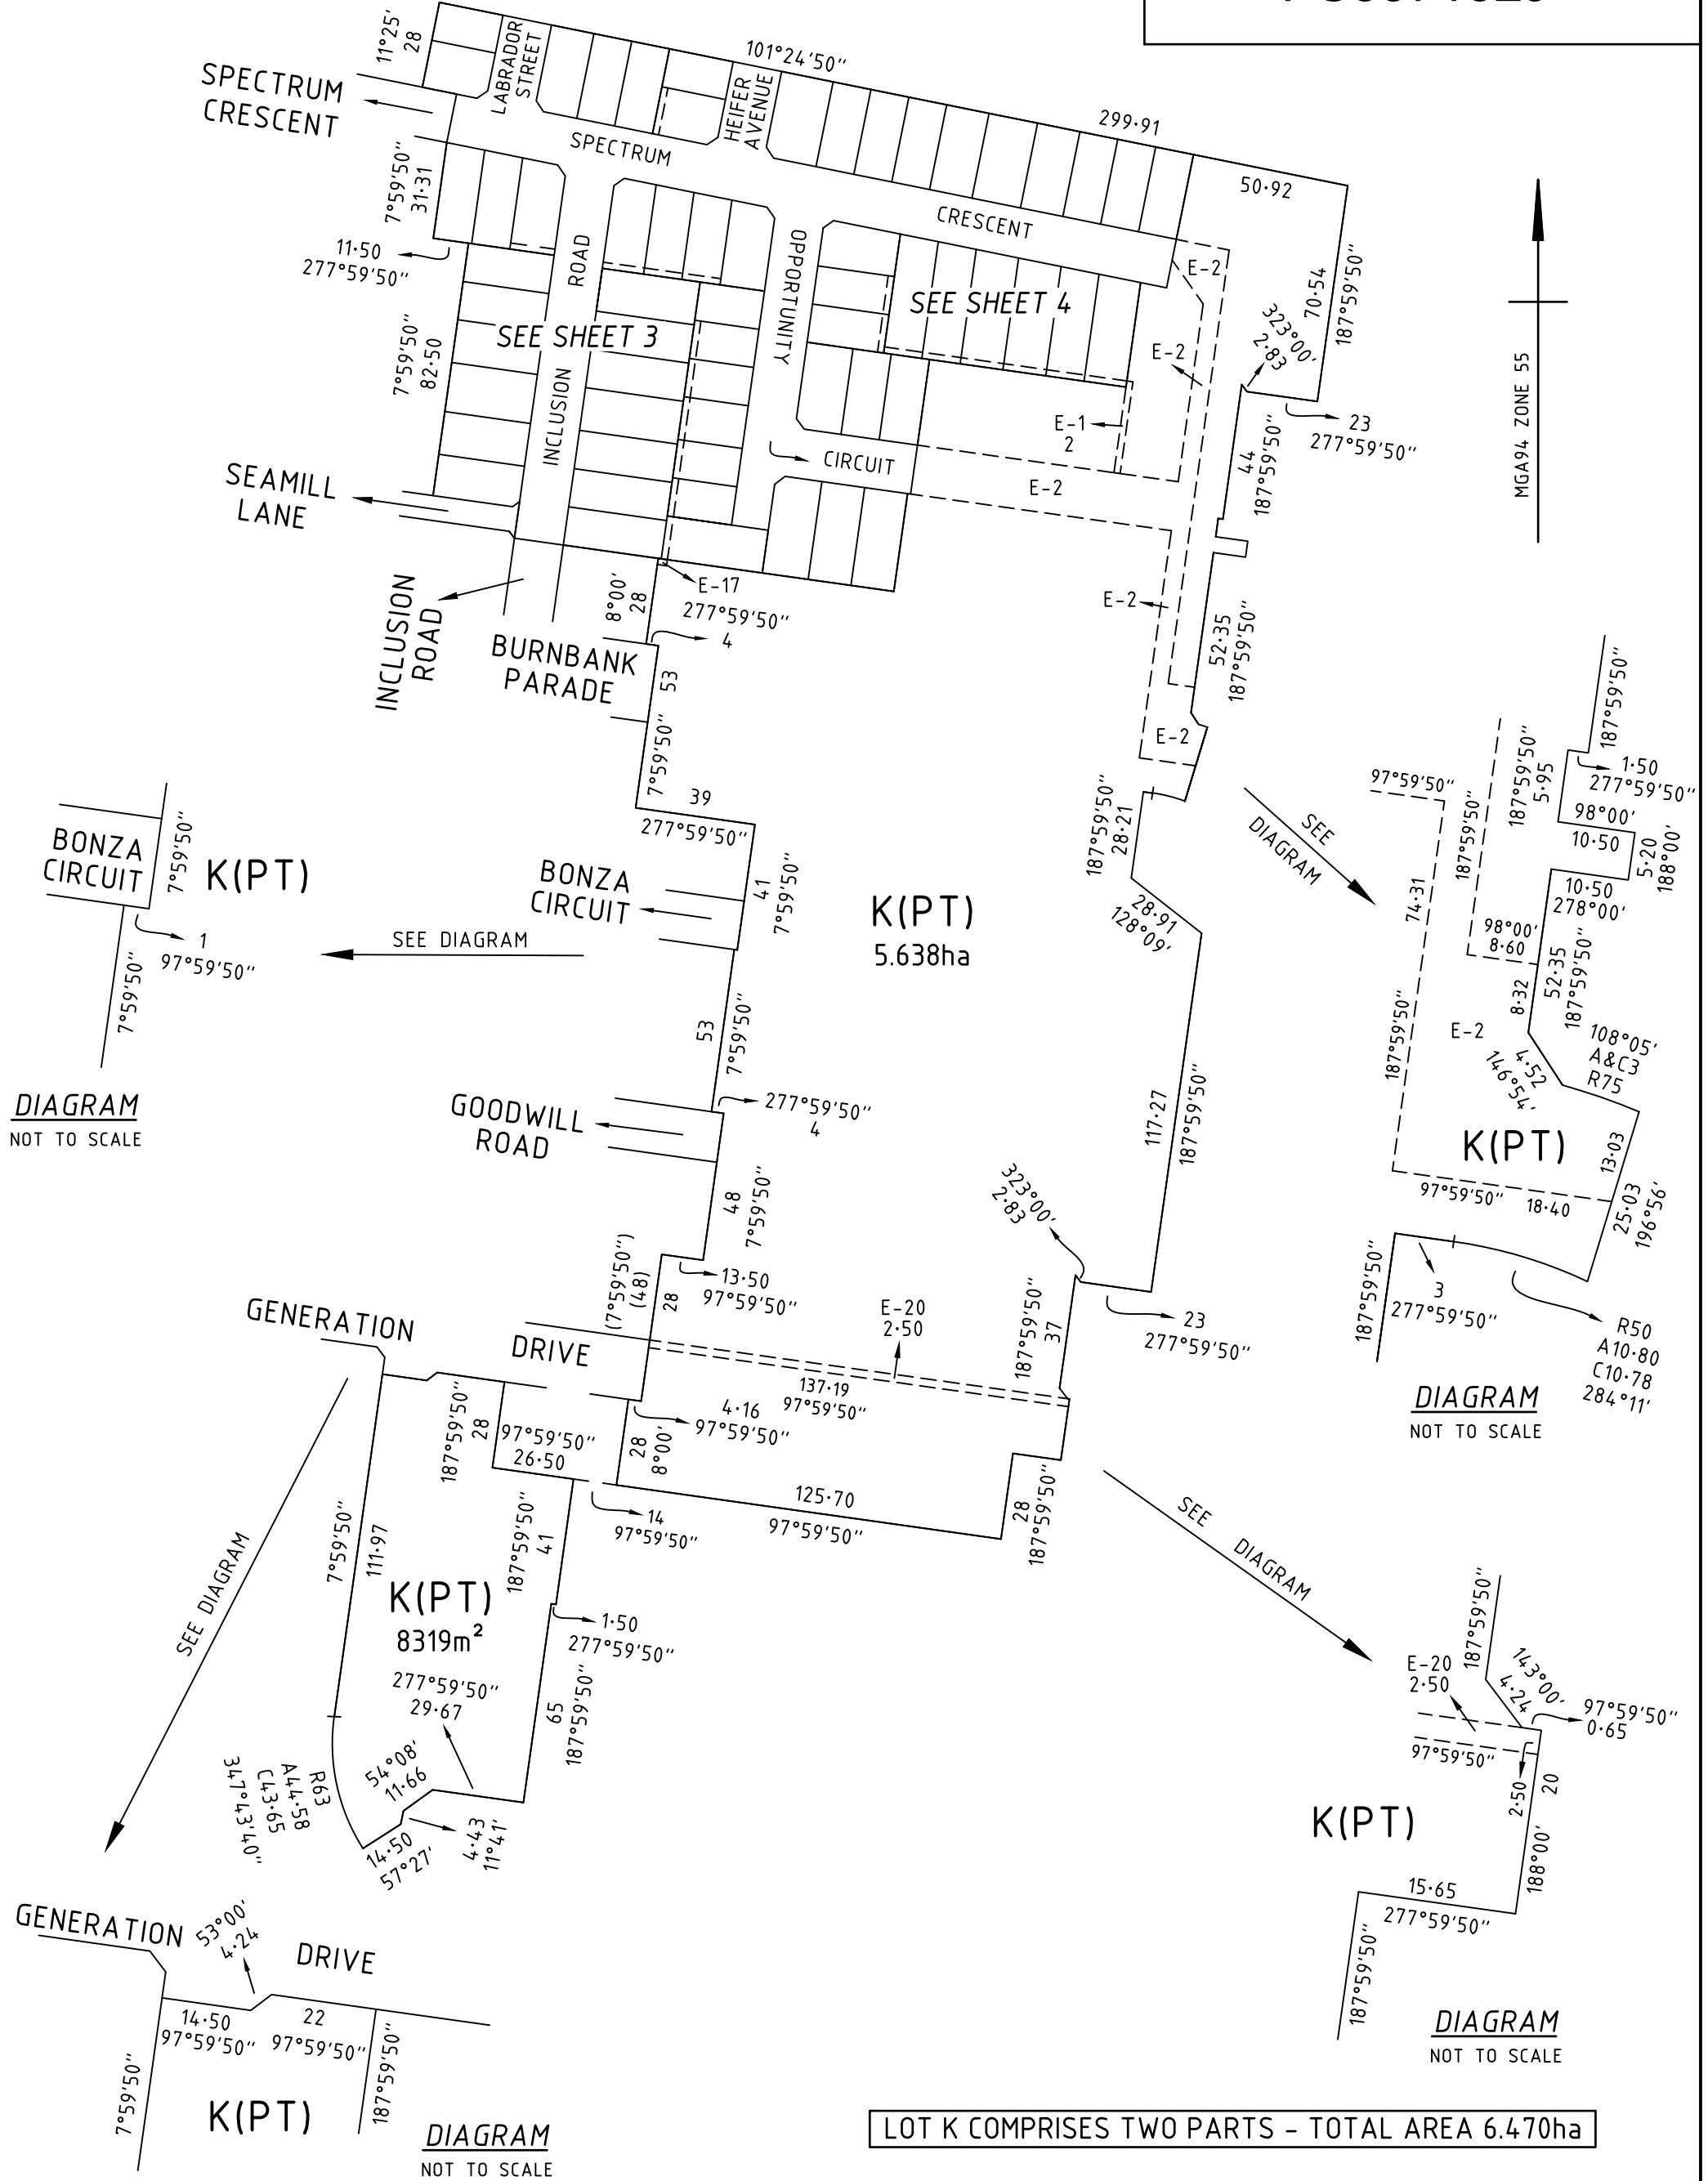 11°25'
28
LABRADOR
STREET
101°24'50"
SPECTRUM
CRESCENT
HEIFER
AVENUE
299·91
SPECTRUM
50·92
7°59'50"
31·31
CRESCENT
11·50
277°59'50"
ROAD
OPPORTUNITY
E-2
70·54
187°59'50"
SEE SHEET 3
SEE SHEET 4
323°00'
2·83
7°59'50"
82·50
E-2
MGA94 ZONE 55
INCLUSION
E-1
2
23
277°59'50"
CIRCUIT
44
187°59'50"
SEAMILL
LANE
E-2
INCLUSION
ROAD
8°00'
28
E-17
277°59'50"
4
E-2
52·35
187°59'50"
BURNBANK
PARADE
53
7°59'50"
E-2
39
277°59'50"
187°59'50"
28·21
SEE
DIAGRAM
BONZA
CIRCUIT
7°59'50"
K(PT)
1
97°59'50"
7°59'50"
DIAGRAM
NOT TO SCALE
BONZA
CIRCUIT
41
7°59'50"
SEE DIAGRAM
K(PT)
5.638ha
28·91
128°09'
53
7°59'50"
187°59'50"
187°59'50"
5·95
1·50
277°59'50"
97°59'50"
187°59'50"
98°00'
10·50
5·20
188°00'
10·50
278°00'
74·31
98°00'
8·60
52·35
187°59'50"
8·32
187°59'50"
E-2
4·52
146°54'
108°05'
A&C3
R75
K(PT)
13·03
97°59'50"
18·40
25·03
196°56'
187°59'50"
3
277°59'50"
R50
A10·80
C10·78
284°11'
DIAGRAM
NOT TO SCALE
GOODWILL
ROAD
277°59'50"
4
117·27
187°59'50"
48
7°59'50"
323°00'
2·83
(7°59'50")
(48)
28
13·50
97°59'50"
E-20
2·50
187°59'50"
37
23
277°59'50"
GENERATION
DRIVE
137·19
97°59'50"
4·16
97°59'50"
187°59'50"
28
97°59'50"
26·50
28
8°00'
125·70
97°59'50"
28
187°59'50"
14
97°59'50"
187°59'50"
41
7°59'50"
111·97
SEE DIAGRAM
K(PT)
8319m²
1·50
277°59'50"
277°59'50"
29·67
65
187°59'50"
54°08'
11·66
R63
A44·58
C43·65
347°43'40"
14·50
57°27'
4·43
11°41'
SEE
DIAGRAM
187°59'50"
E-20
2·50
143°00'
4·24
97°59'50"
0·65
97°59'50"
2·50
20
188°00'
K(PT)
15·65
277°59'50"
187°59'50"
DIAGRAM
NOT TO SCALE
GENERATION
53°00'
4·24
DRIVE
14·50
97°59'50"
22
97°59'50"
7°59'50"
187°59'50"
K(PT)
DIAGRAM
NOT TO SCALE
LOT K COMPRISES TWO PARTS - TOTAL AREA 6.470ha